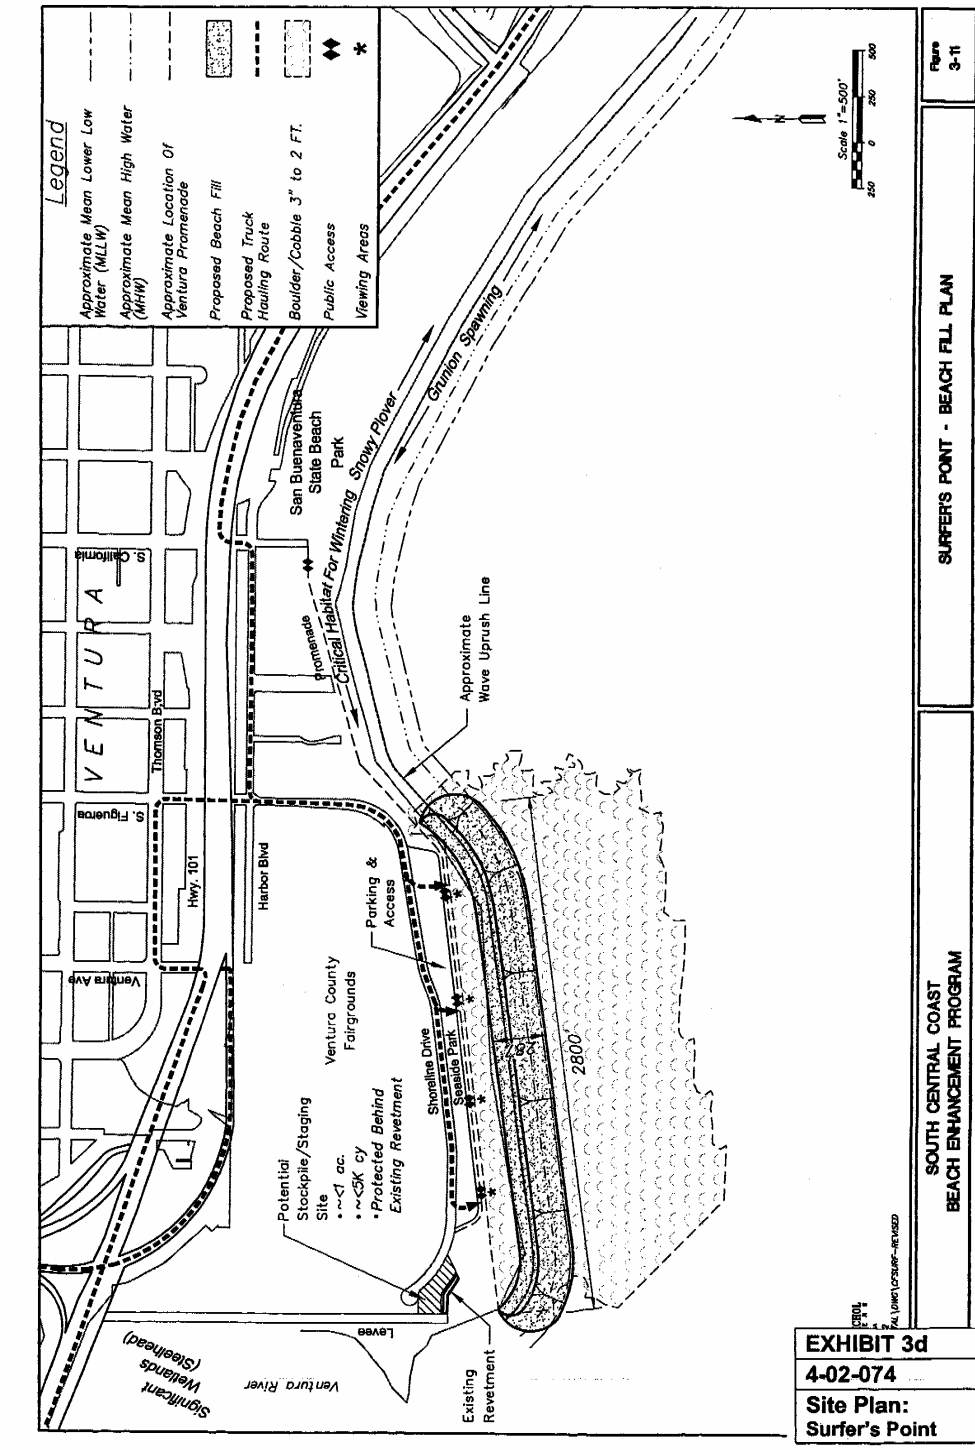 Legend
Approximate Mean Lower Low
Water (MLLW)
Approximate Mean High Water
(MHW)
Approximate Location Of
Ventura Promenade
Proposed Beach Fill
Proposed Truck
Hauling Route
Boulder/Cobble 3" to 2 FT.
Public Access
Viewing Areas
VENTURA
S. California
Thomson Blvd
S. Figueroa
Ventura Ave
Hwy. 101
Harbor Blvd
San Buenaventura
State Beach
Park
Promenade
Critical Habitat For Wintering Snowy Plover
Grunion Spawning
Approximate
Wave Uprush Line
Parking &
Access
Ventura County
Fairgrounds
Shoreline Drive
Seaside Park
Potential
Stockpile/Staging
Site
• ~<1 ac.
• ~<5K cy
• Protected Behind
Existing Revetment
2800'
Levee
Existing
Revetment
Ventura River
Significant
Wetlands
(Steelhead)
N
Scale 1"=500'
250
0
250
500
SOUTH CENTRAL COAST
BEACH ENHANCEMENT PROGRAM
SURFER'S POINT - BEACH FILL PLAN
Figure
3-11
EXHIBIT 3d
4-02-074
Site Plan:
Surfer's Point